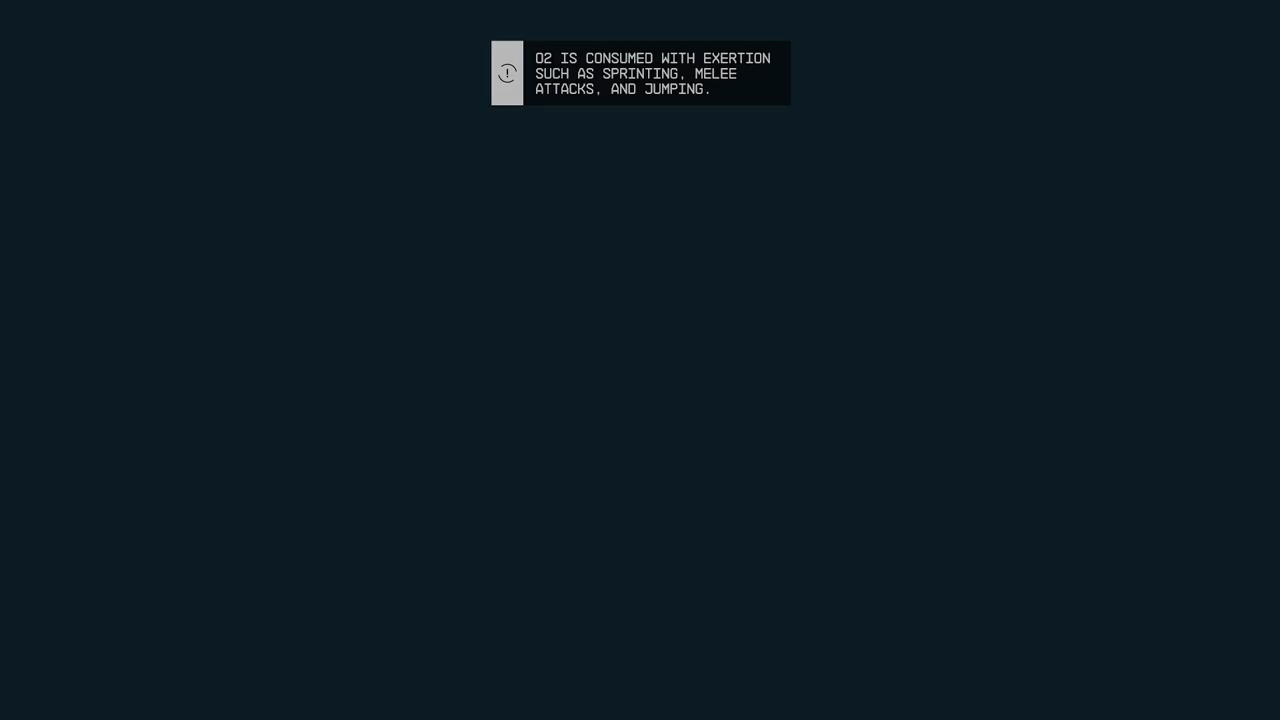 O2 IS CONSUMED WITH EXERTION
SUCH AS SPRINTING, MELEE
ATTACKS, AND JUMPING.